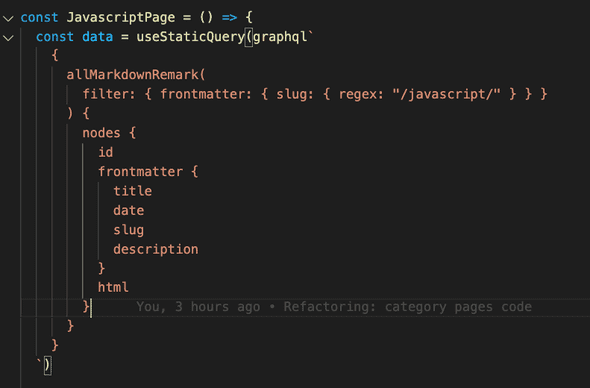 const JavascriptPage = () => {
const data = useStaticQuery(graphql`
{
allMarkdownRemark(
filter: { frontmatter: { slug: { regex: "/javascript/" } } }
) {
nodes {
id
frontmatter {
title
date
slug
description
}
html
} You, 3 hours ago • Refactoring: category pages code
}
}
`)